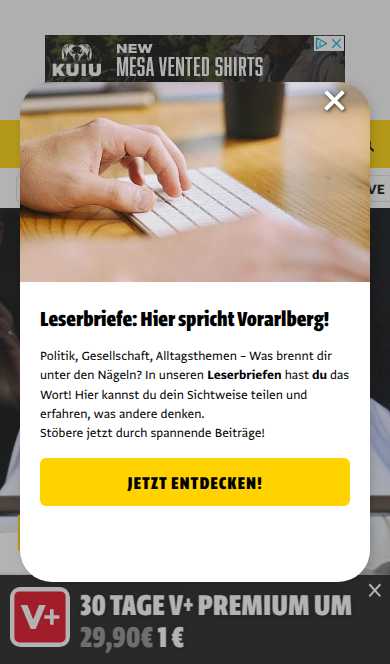 NEW
KUIU MESA VENTED SHIRTS
VE
Leserbriefe: Hier spricht Vorarlberg!
Politik, Gesellschaft, Alltagsthemen – Was brennt dir
unter den Nägeln? In unseren Leserbriefen hast du das
Wort! Hier kannst du dein Sichtweise teilen und
erfahren, was andere denken.
Stöbere jetzt durch spannende Beiträge!
JETZT ENTDECKEN!
V+ 30 TAGE V+ PREMIUM UM
29,90€ 1 €